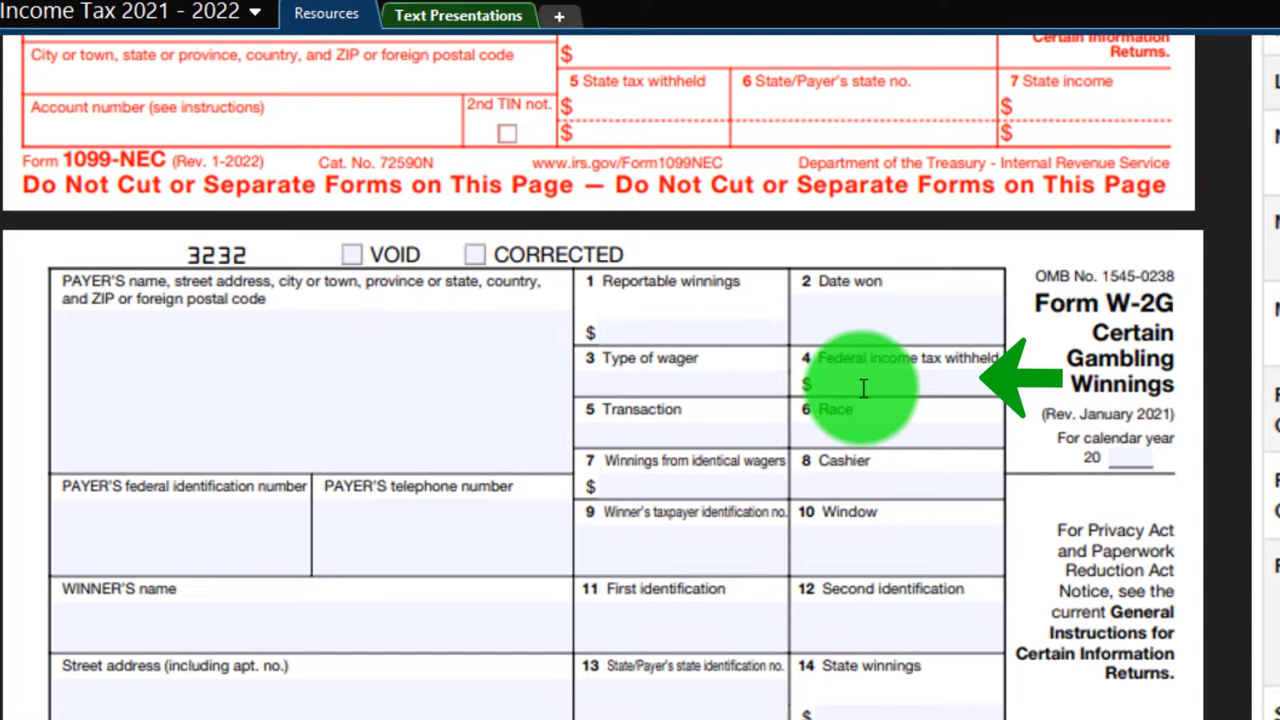 Income Tax 2021 - 2022
Resources
Text Presentations
City or town, state or province, country, and ZIP or foreign postal code
$
Certain Information
Returns.
5 State tax withheld
6 State/Payer's state no.
7 State income
Account number (see instructions)
2nd TIN not.
$
$
$
$
Form 1099-NEC (Rev. 1-2022)
Cat. No. 72590N
www.irs.gov/Form1099NEC
Department of the Treasury - Internal Revenue Service
Do Not Cut or Separate Forms on This Page — Do Not Cut or Separate Forms on This Page
3232
VOID
CORRECTED
PAYER'S name, street address, city or town, province or state, country,
and ZIP or foreign postal code
1 Reportable winnings
$
2 Date won
OMB No. 1545-0238
Form W-2G
Certain
Gambling
Winnings
(Rev. January 2021)
For calendar year
20
3 Type of wager
4 Federal income tax withheld
$
5 Transaction
6 Race
7 Winnings from identical wagers
$
8 Cashier
PAYER'S federal identification number
PAYER'S telephone number
9 Winner's taxpayer identification no.
10 Window
For Privacy Act
and Paperwork
Reduction Act
Notice, see the
current General
Instructions for
Certain Information
Returns.
WINNER'S name
11 First identification
12 Second identification
Street address (including apt. no.)
13 State/Payer's state identification no.
14 State winnings
$